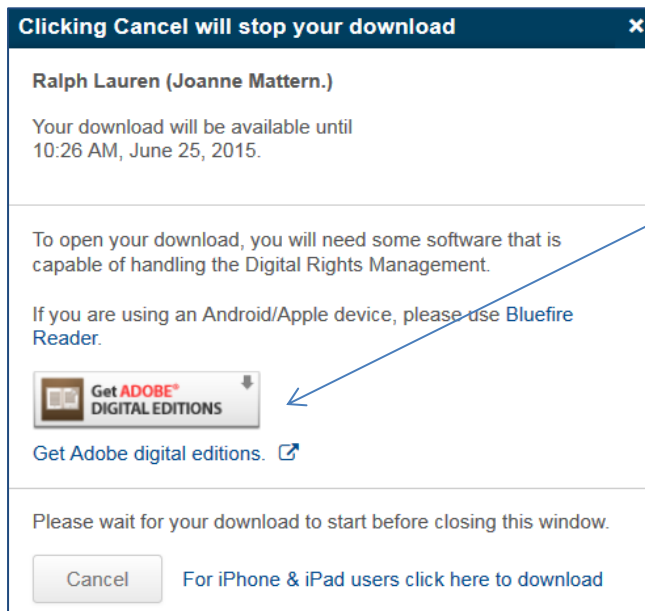 Clicking Cancel will stop your download ×
Ralph Lauren (Joanne Mattern.)
Your download will be available until
10:26 AM, June 25, 2015.
To open your download, you will need some software that is
capable of handling the Digital Rights Management.
If you are using an Android/Apple device, please use Bluefire
Reader.
Get ADOBE®
DIGITAL EDITIONS
Get Adobe digital editions.
Please wait for your download to start before closing this window.
Cancel For iPhone & iPad users click here to download